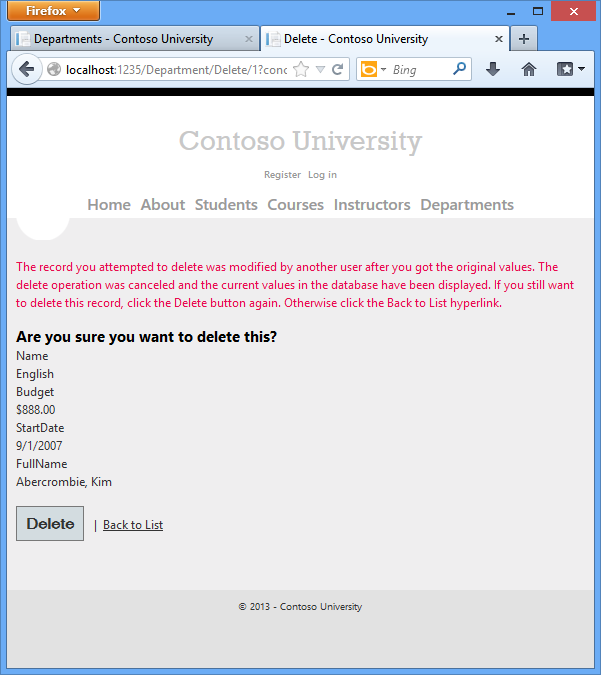 Firefox
Departments - Contoso University
Delete - Contoso University
localhost:1235/Department/Delete/1?conc
Bing
Contoso University
Register Log in
Home About Students Courses Instructors Departments
The record you attempted to delete was modified by another user after you got the original values. The
delete operation was canceled and the current values in the database have been displayed. If you still want
to delete this record, click the Delete button again. Otherwise click the Back to List hyperlink.
Are you sure you want to delete this?
Name
English
Budget
$888.00
StartDate
9/1/2007
FullName
Abercrombie, Kim
Delete | Back to List
© 2013 - Contoso University